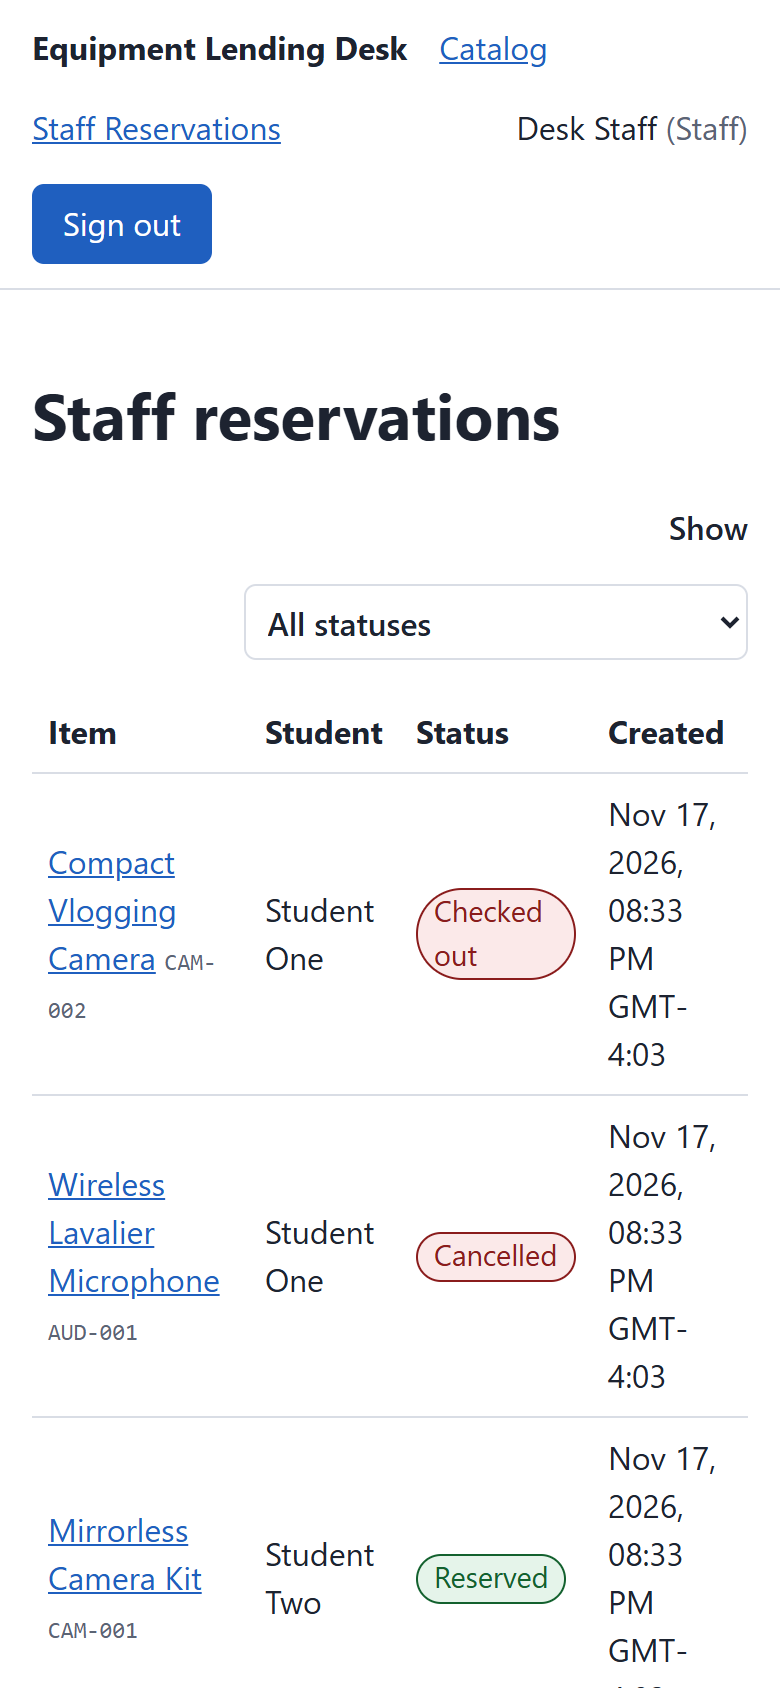 Equipment Lending Desk Catalog
Staff Reservations Desk Staff (Staff)
Sign out
Staff reservations
Show
All statuses
Item Student Status Created
Compact
Vlogging
Camera CAM-
002
Student
One
Checked
out
Nov 17,
2026,
08:33
PM
GMT-
4:03
Wireless
Lavalier
Microphone
AUD-001
Student
One
Cancelled
Nov 17,
2026,
08:33
PM
GMT-
4:03
Mirrorless
Camera Kit
CAM-001
Student
Two
Reserved
Nov 17,
2026,
08:33
PM
GMT-